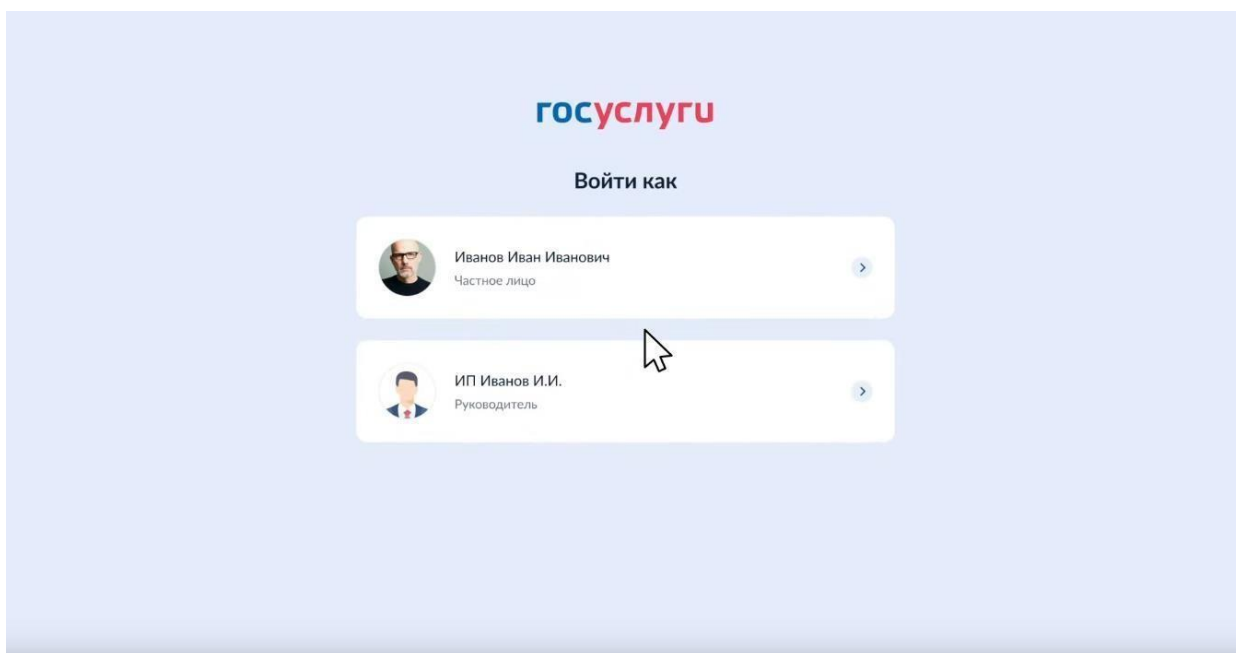 госуслуги
Войти как
Иванов Иван Иванович
Частное лицо
ИП Иванов И.И.
Руководитель